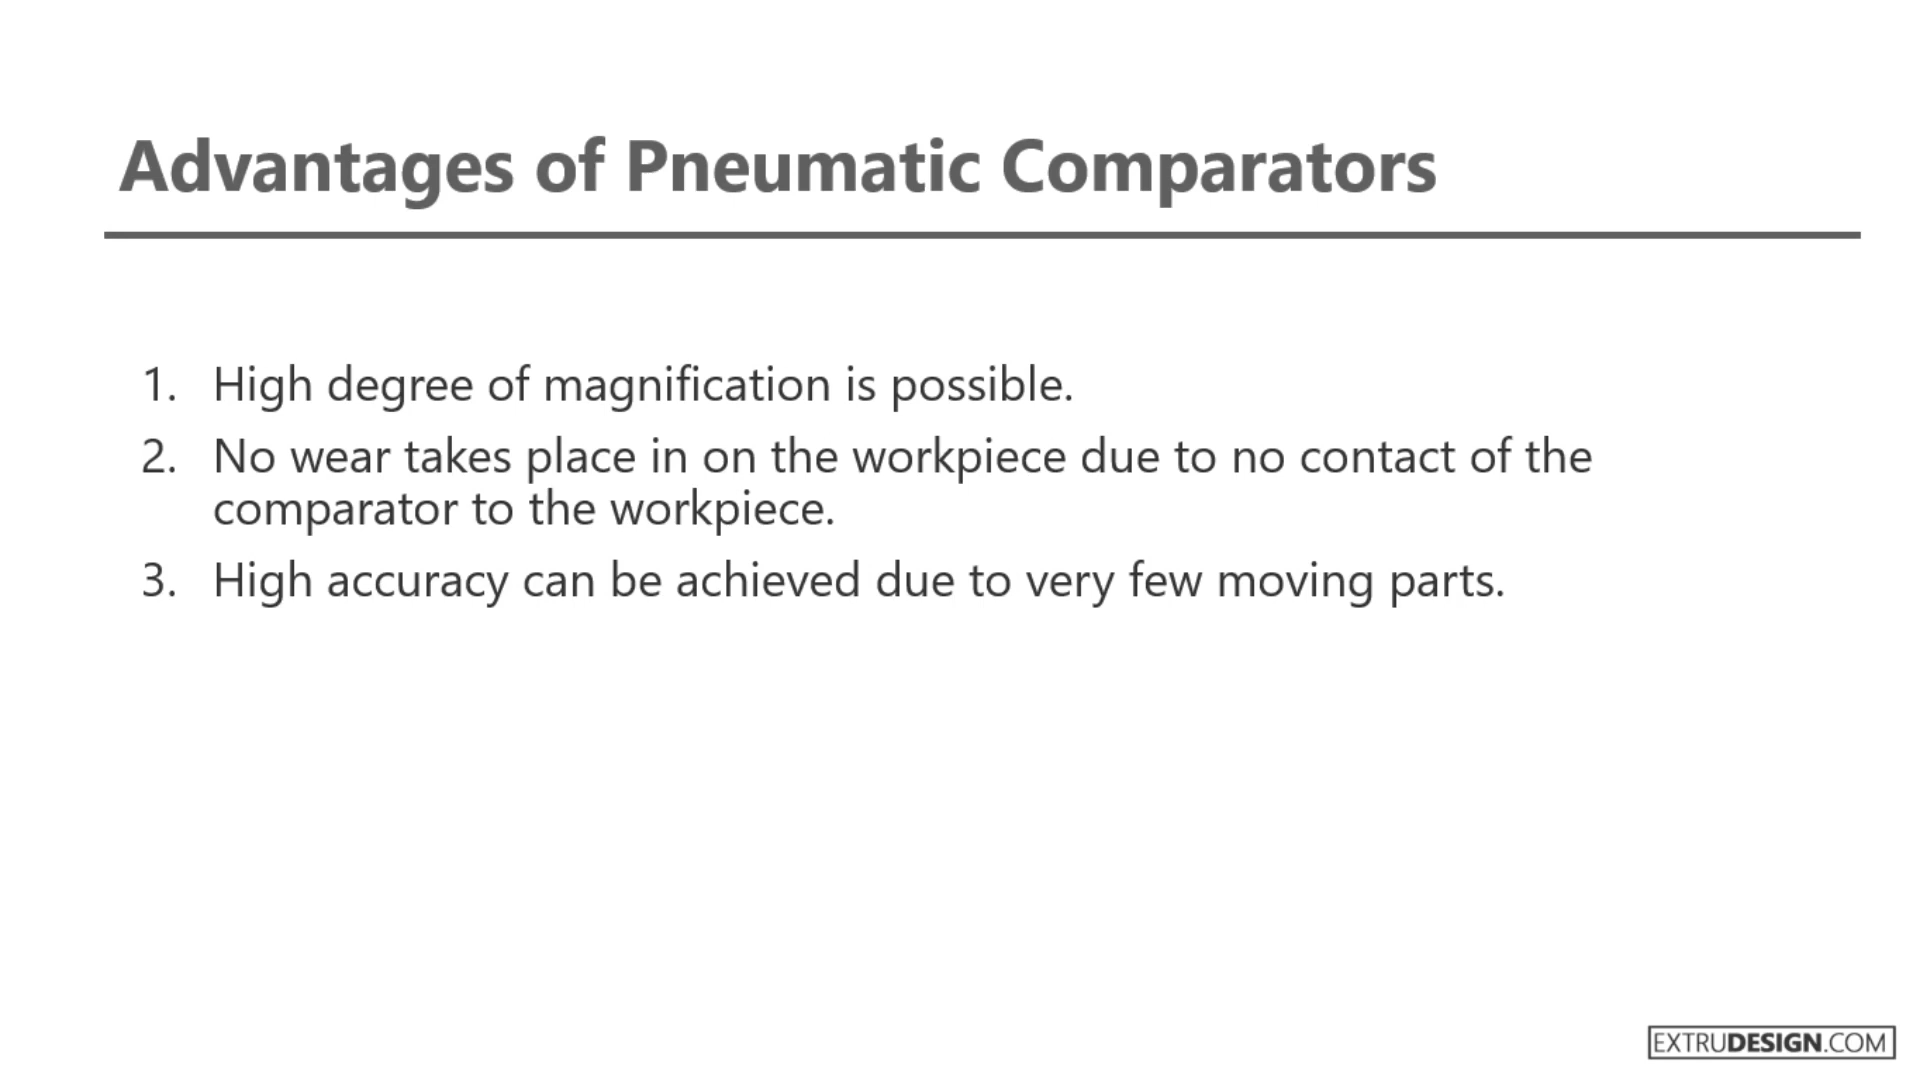 Advantages of Pneumatic Comparators
1. High degree of magnification is possible.
2. No wear takes place in on the workpiece due to no contact of the
comparator to the workpiece.
3. High accuracy can be achieved due to very few moving parts.
EXTRUDESIGN.COM